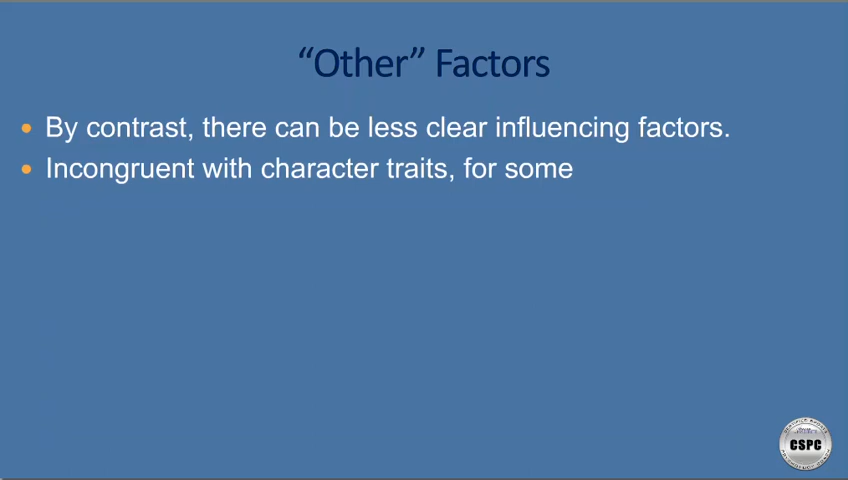 “Other” Factors
By contrast, there can be less clear influencing factors.
Incongruent with character traits, for some
CSPC